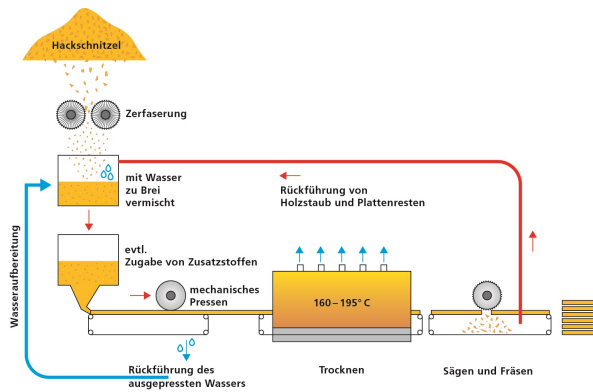 Hackschnitzel
Zerfaserung
mit Wasser
zu Brei
vermischt
Rückführung von
Holzstaub und Plattenresten
Wasseraufbereitung
evtl.
Zugabe von Zusatzstoffen
mechanisches
Pressen
160–195° C
Rückführung des
ausgepressten Wassers
Trocknen
Sägen und Fräsen